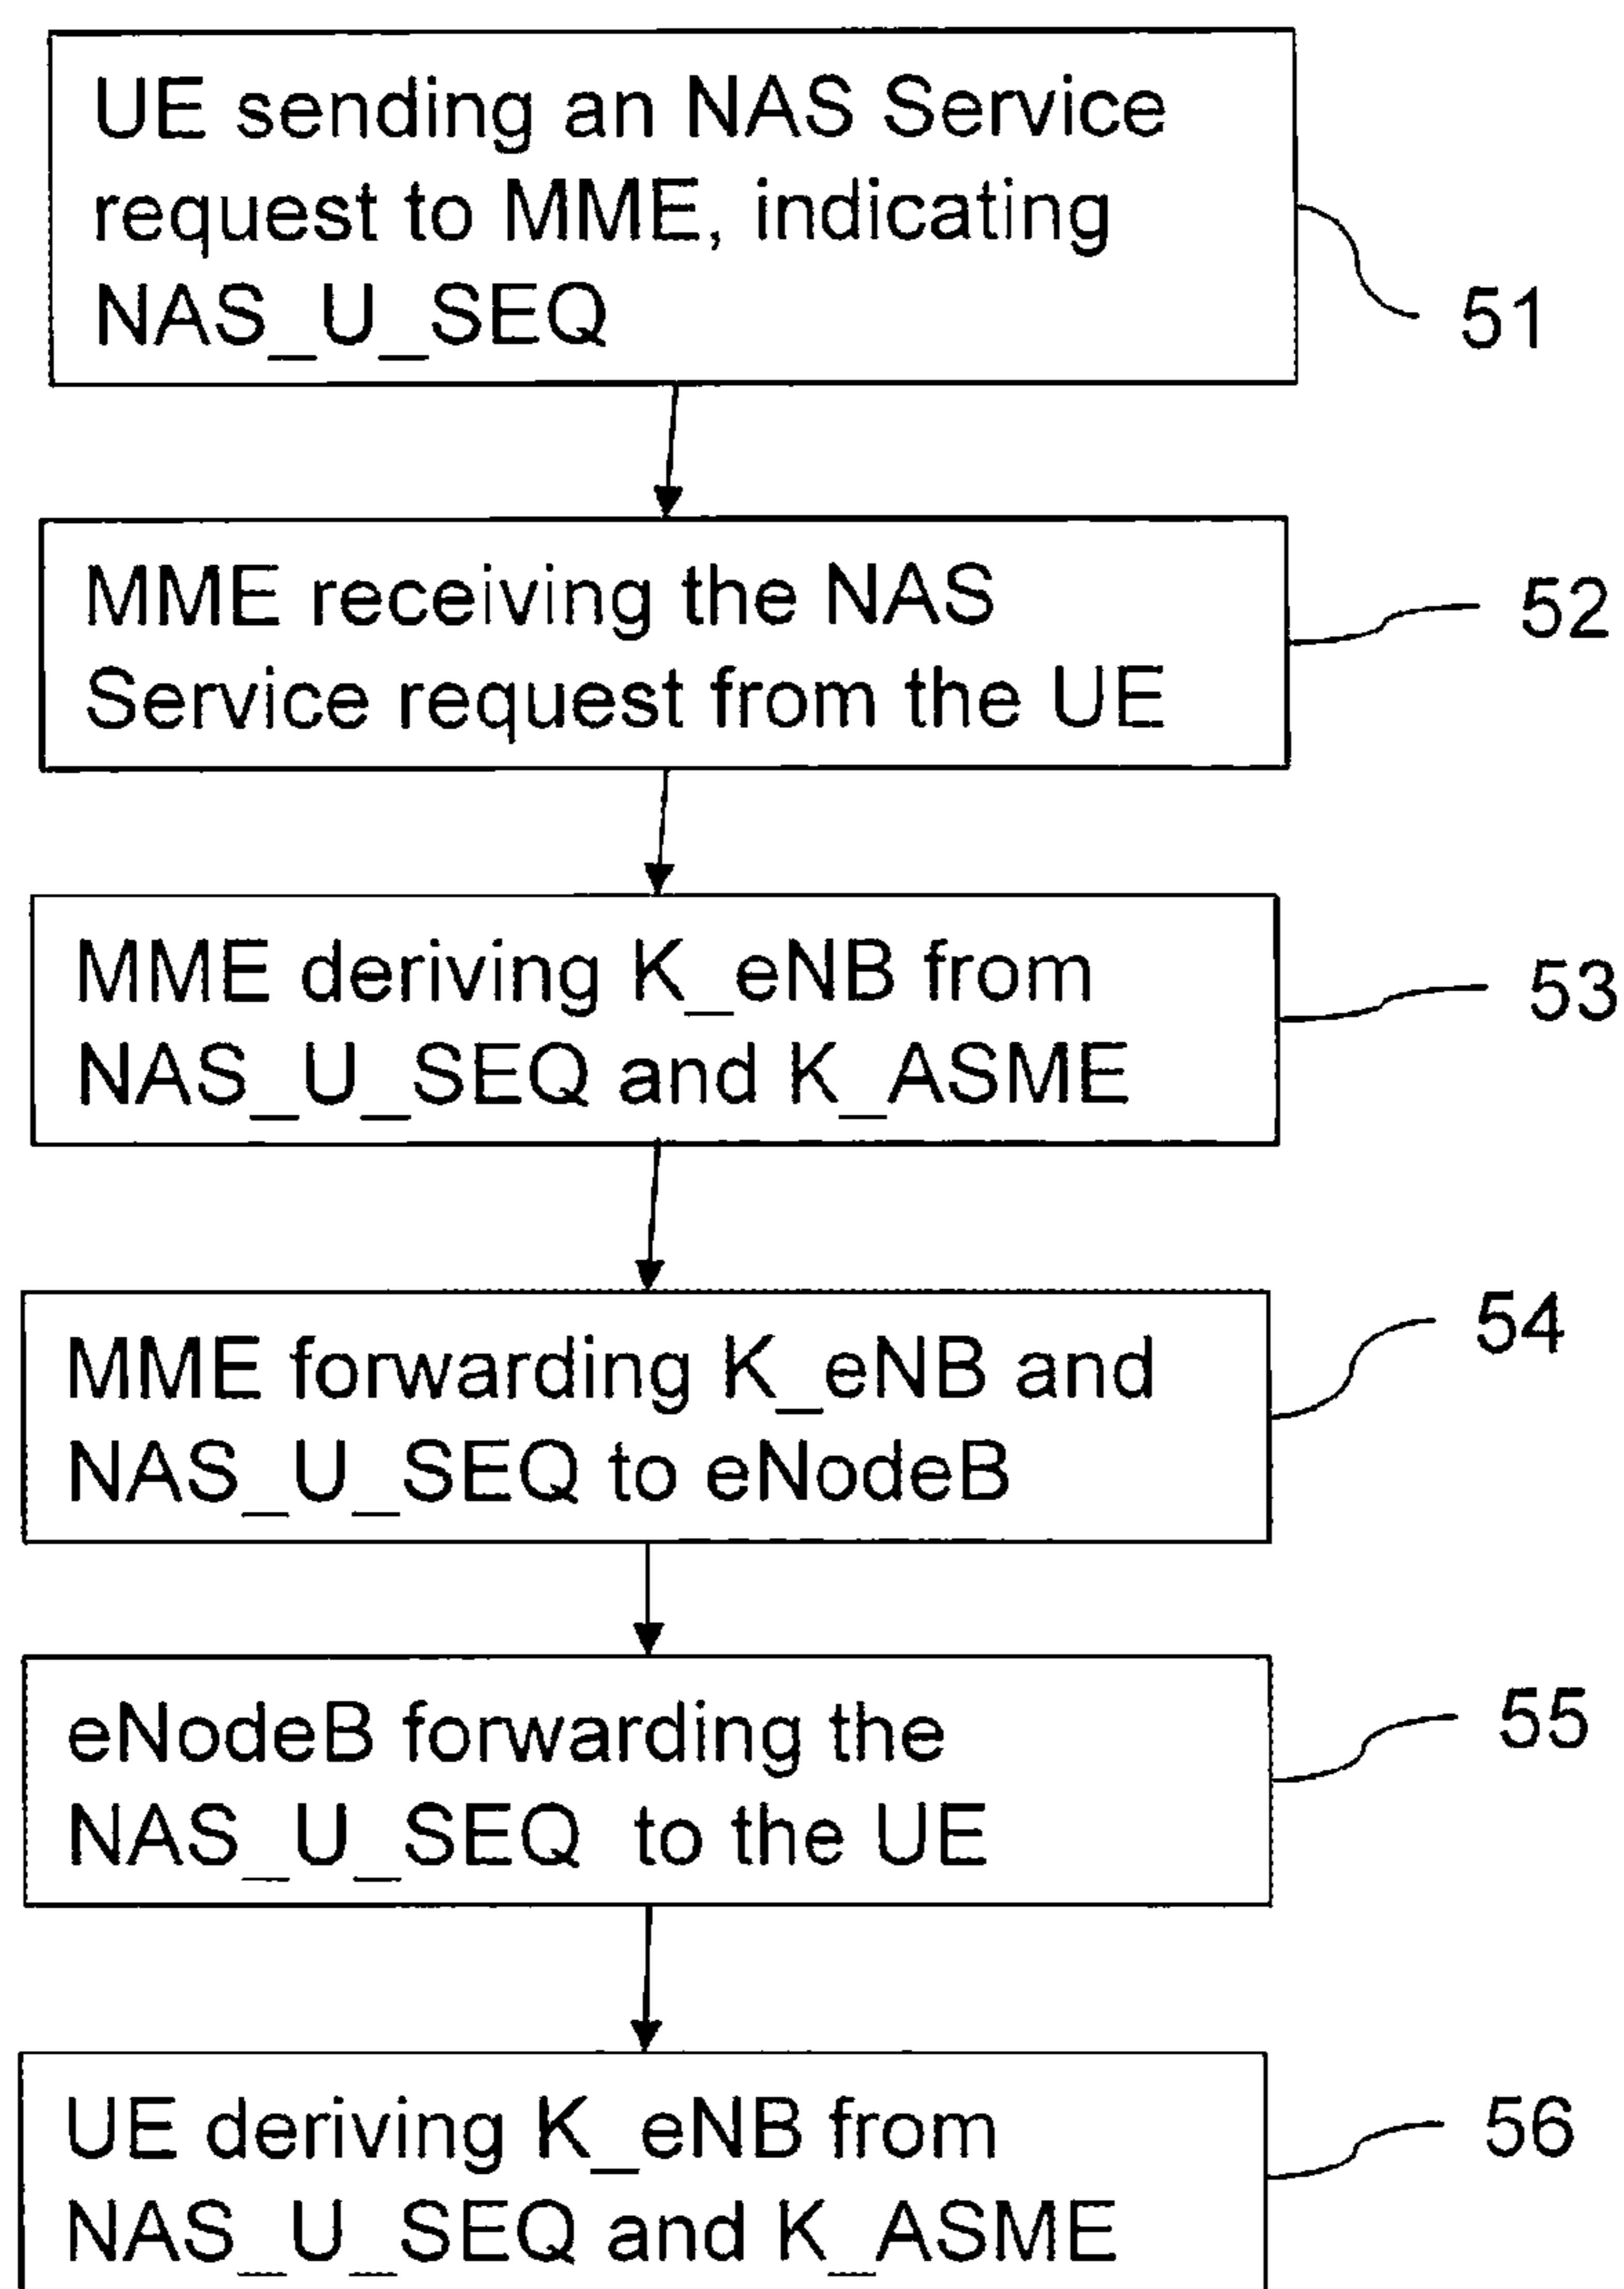 UE sending an NAS Service
request to MME, indicating
NAS_U_SEQ
51
MME receiving the NAS
Service request from the UE
52
MME deriving K_eNB from
NAS_U_SEQ and K_ASME
53
MME forwarding K_eNB and
NAS_U_SEQ to eNodeB
54
eNodeB forwarding the
NAS_U_SEQ to the UE
55
UE deriving K_eNB from
NAS_U_SEQ and K_ASME
56